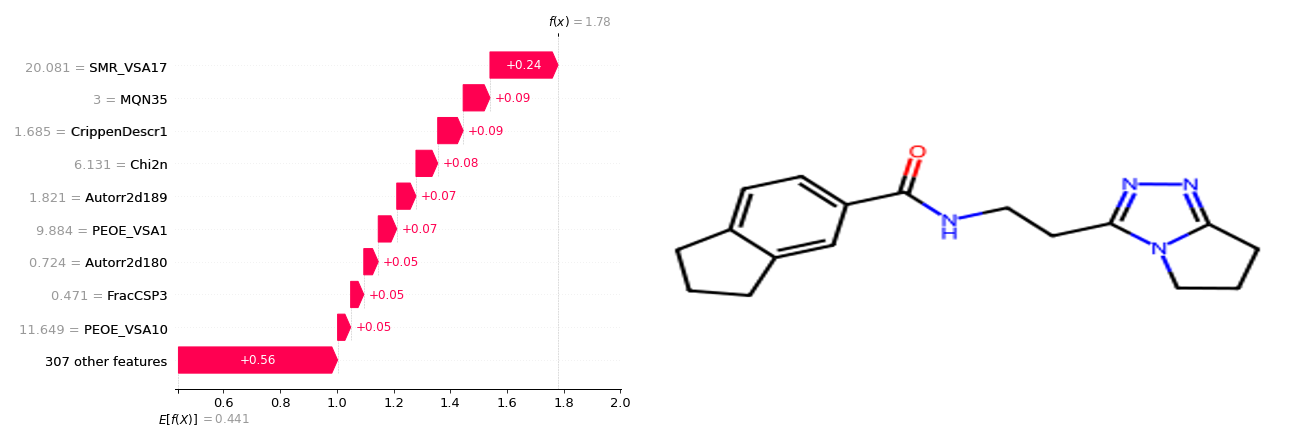 f(x) = 1.78
20.081 = SMR_VSA17 +0.24
3 = MQN35 +0.09
1.685 = CrippenDescr1 +0.09
6.131 = Chi2n +0.08
1.821 = Autorr2d189 +0.07
9.884 = PEOE_VSA1 +0.07
0.724 = Autorr2d180 +0.05
0.471 = FracCSP3 +0.05
11.649 = PEOE_VSA10 +0.05
307 other features +0.56
0.6 0.8 1.0 1.2 1.4 1.6 1.8 2.0
E[f(X)] = 0.441
O
N N
N
H
N